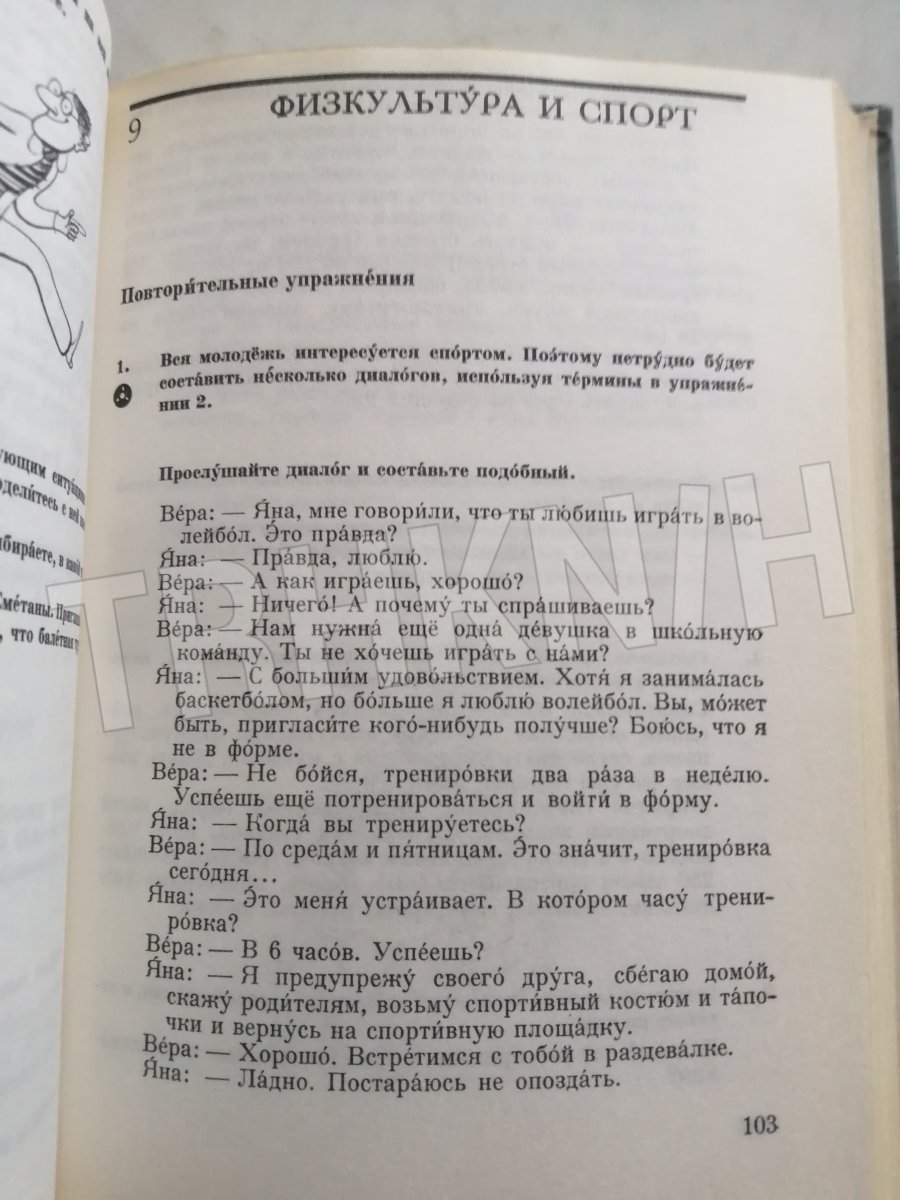 9
ФИЗКУЛЬТУ́РА И СПОРТ
Повтори́тельные упражне́ния
1. Вся молодёжь интересу́ется спо́ртом. Поэ́тому нетру́дно бу́дет
соста́вить не́сколько диало́гов, испо́льзуя те́рмины в упражне́-
нии 2.
Прослу́шайте диало́г и соста́вьте подо́бный.
Ве́ра: — Я́на, мне говори́ли, что ты лю́бишь игра́ть в во-
лейбо́л. Э́то пра́вда?
Я́на: — Пра́вда, люблю́.
Ве́ра: — А как игра́ешь, хорошо́?
Я́на: — Ничего́! А почему́ ты спра́шиваешь?
Ве́ра: — Нам нужна́ ещё одна́ де́вушка в шко́льную
кома́нду. Ты не хо́чешь игра́ть с на́ми?
Я́на: — С больши́м удово́льствием. Хотя́ я занима́лась
баскетбо́лом, но бо́льше я люблю́ волейбо́л. Вы, мо́жет
быть, пригласи́те кого́-нибудь полу́чше? Бою́сь, что я
не в фо́рме.
Ве́ра: — Не бо́йся, трениро́вки два ра́за в неде́лю.
Успе́ешь ещё потренирова́ться и войти́ в фо́рму.
Я́на: — Когда́ вы трениру́етесь?
Ве́ра: — По среда́м и пя́тницам. Э́то зна́чит, трениро́вка
сего́дня...
Я́на: — Э́то меня́ устра́ивает. В кото́ром часу́ трени-
ро́вка?
Ве́ра: — В 6 часо́в. Успе́ешь?
Я́на: — Я предупрежу́ своего́ дру́га, сбе́гаю домо́й,
скажу́ роди́телям, возьму́ спорти́вный костю́м и та́по-
чки и верну́сь на спорти́вную площа́дку.
Ве́ра: — Хорошо́. Встре́тимся с тобо́й в раздева́лке.
Я́на: — Ла́дно. Постара́юсь не опозда́ть.
103
что бале́тная
TRHKNIH